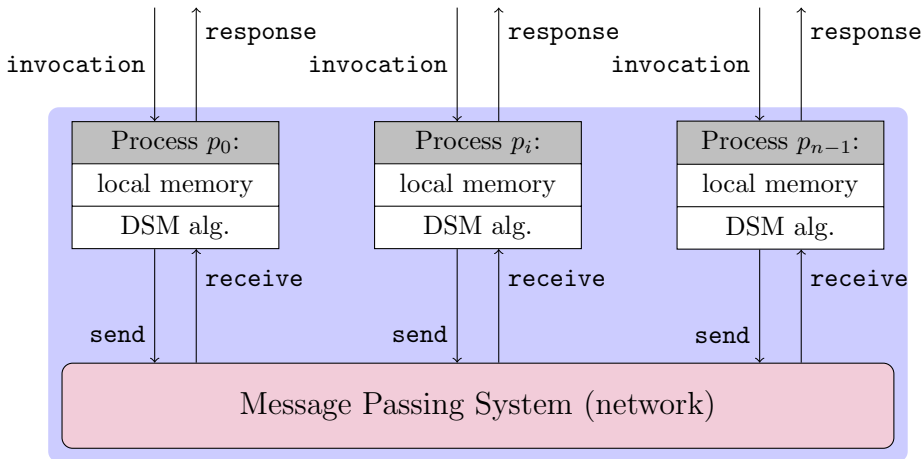 response response response
invocation invocation invocation
Process p₀: Process pᵢ: Process pₙ₋₁:
local memory local memory local memory
DSM alg. DSM alg. DSM alg.
receive receive receive
send send send
Message Passing System (network)